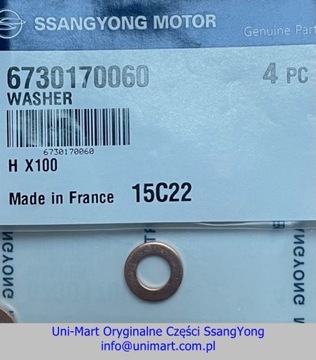 SSANGYONG MOTOR
Genuine Part
6730170060
4 PC
WASHER
6730170060
H X100
Made in France 15C22
SSANGYONG
Uni-Mart Oryginalne Części SsangYong
info@unimart.com.pl